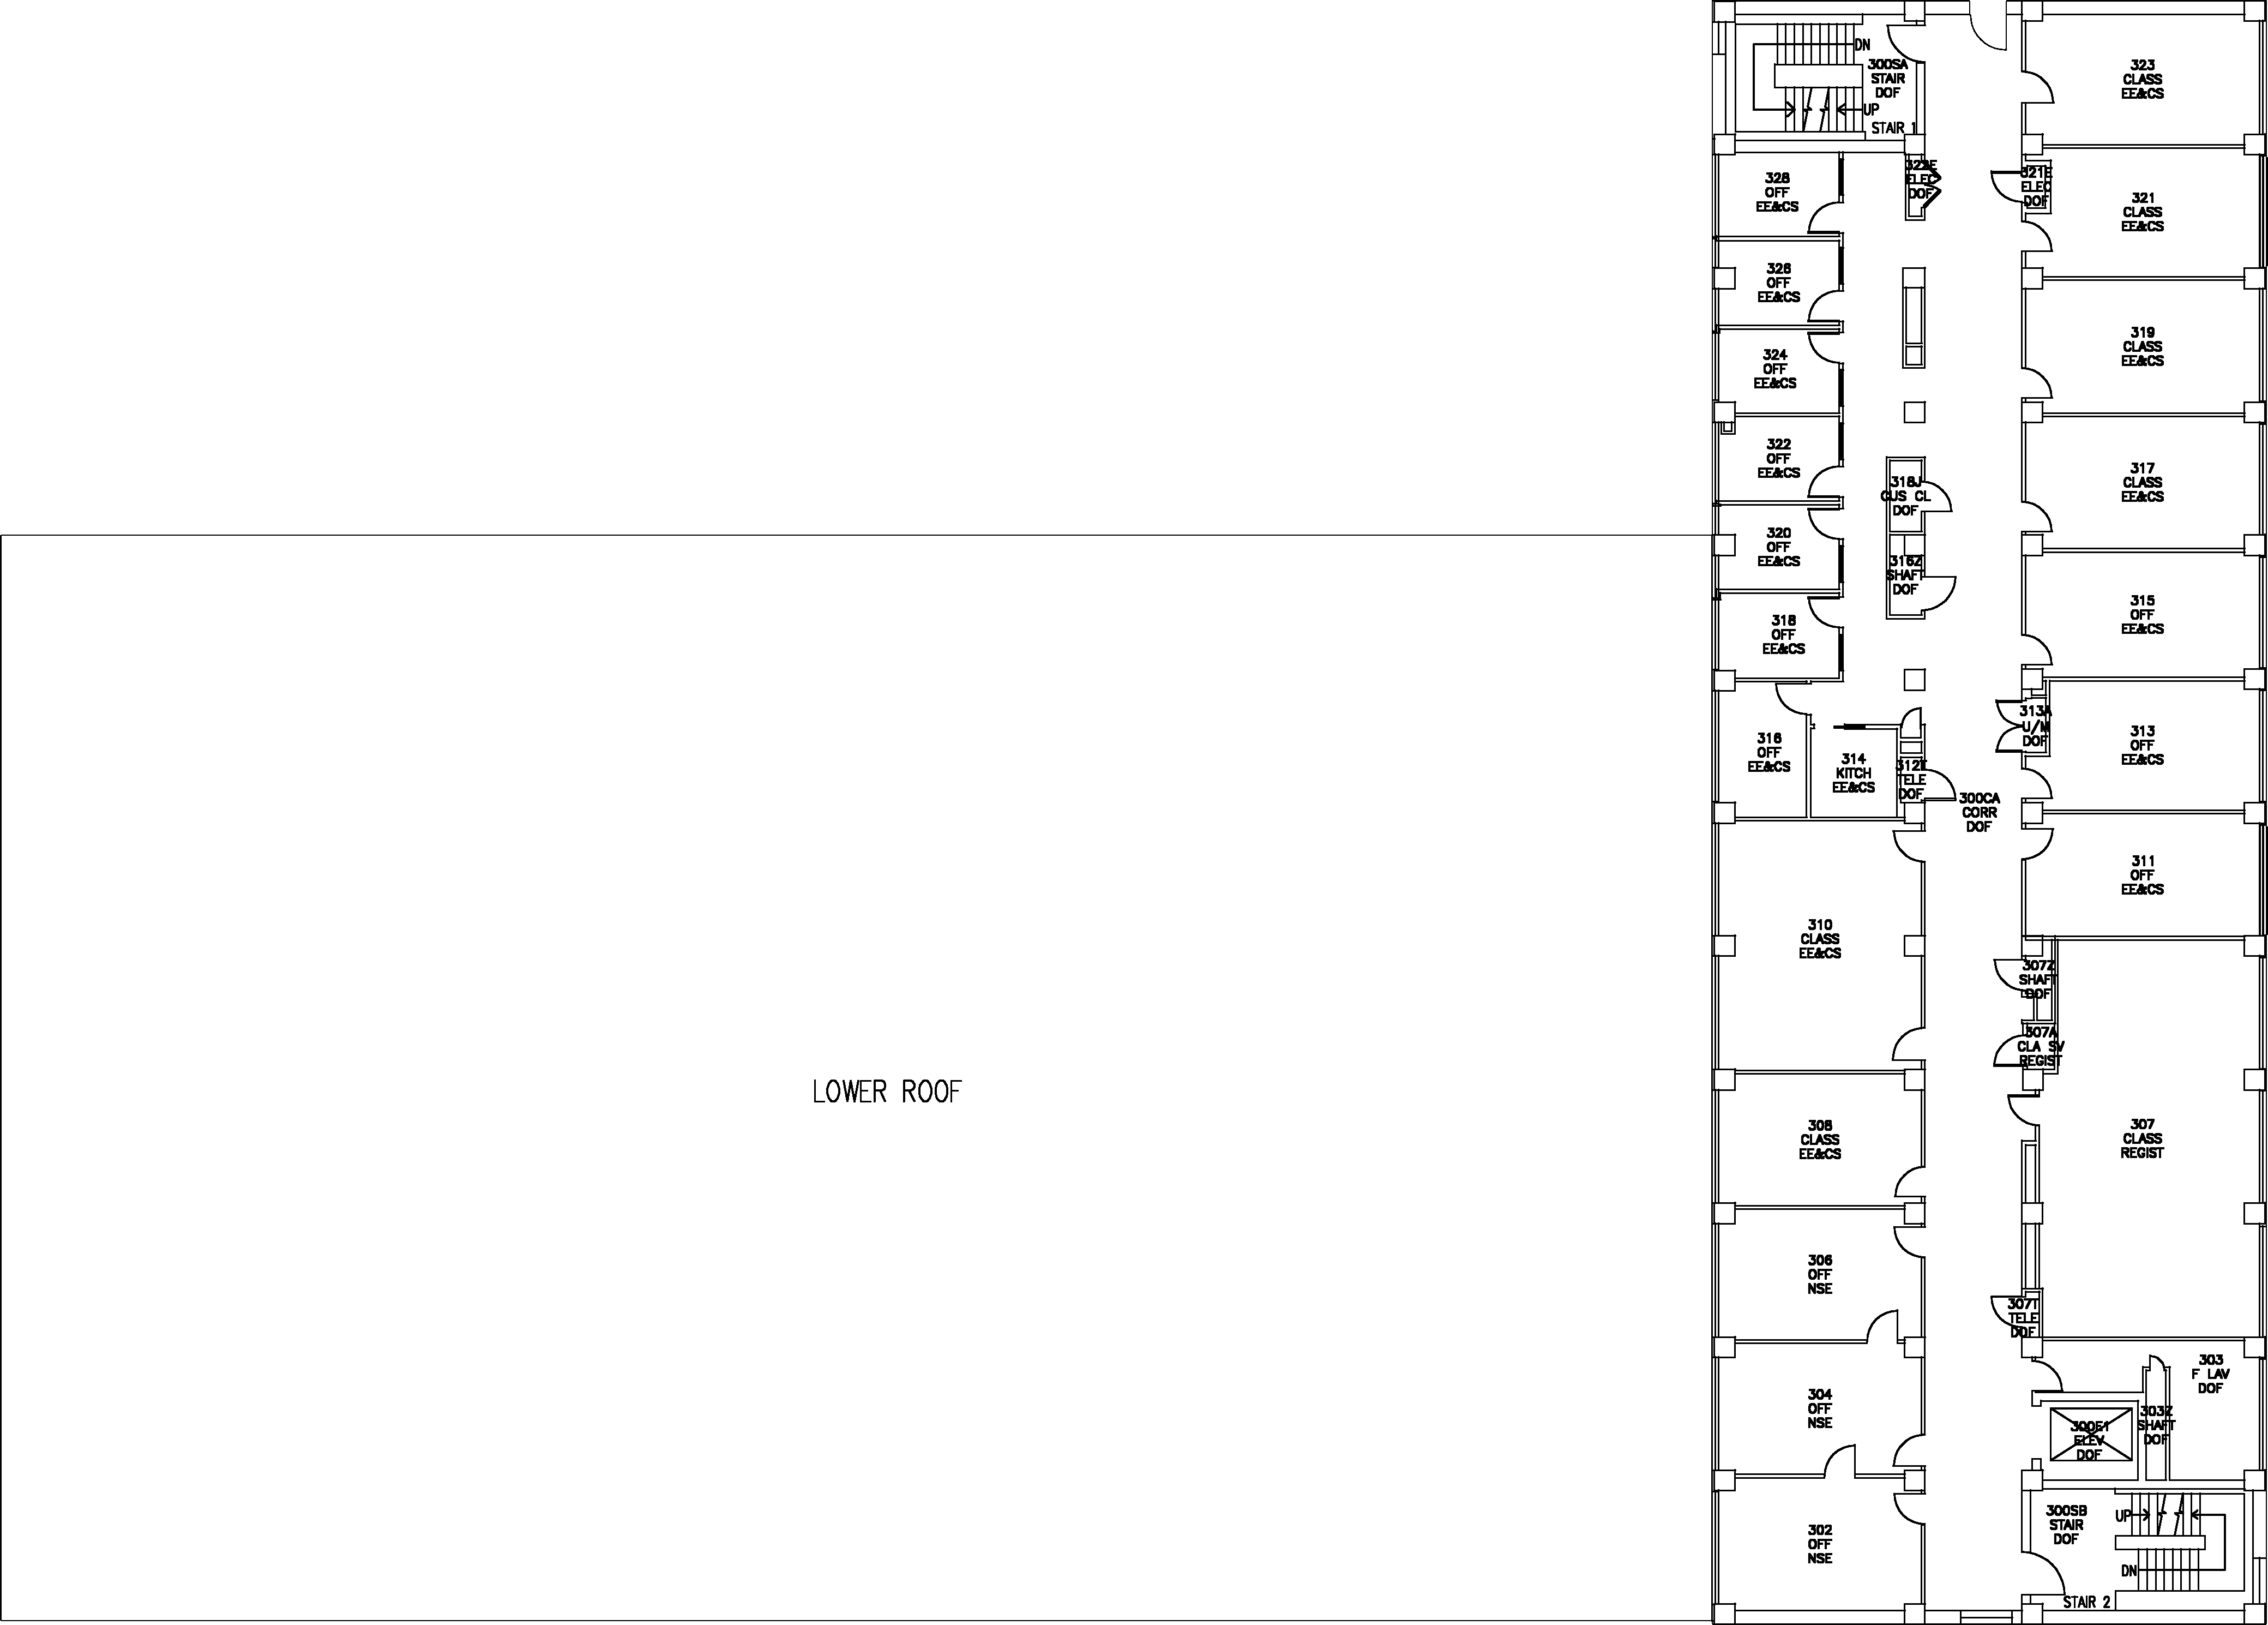 DN
300SA
STAIR
DOF
UP
STAIR 1
323
CLASS
EE&CS
328
OFF
EE&CS
ELEC
DOF
321E
ELEC
DOF
321
CLASS
EE&CS
326
OFF
EE&CS
324
OFF
EE&CS
319
CLASS
EE&CS
322
OFF
EE&CS
318J
CUS CL
DOF
317
CLASS
EE&CS
320
OFF
EE&CS
316Z
SHAFT
DOF
315
OFF
EE&CS
318
OFF
EE&CS
316
OFF
EE&CS
314
KITCH
EE&CS
312T
TELE
DOF
313A
U/M
DOF
313
OFF
EE&CS
300CA
CORR
DOF
311
OFF
EE&CS
310
CLASS
EE&CS
307Z
SHAFT
DOF
307A
CLA SV
REGIST
LOWER ROOF
308
CLASS
EE&CS
307
CLASS
REGIST
306
OFF
NSE
307T
TELE
DOF
303
F LAV
DOF
304
OFF
NSE
300E1
ELEV
DOF
303Z
SHAFT
DOF
302
OFF
NSE
300SB
STAIR
DOF
UP
DN
STAIR 2